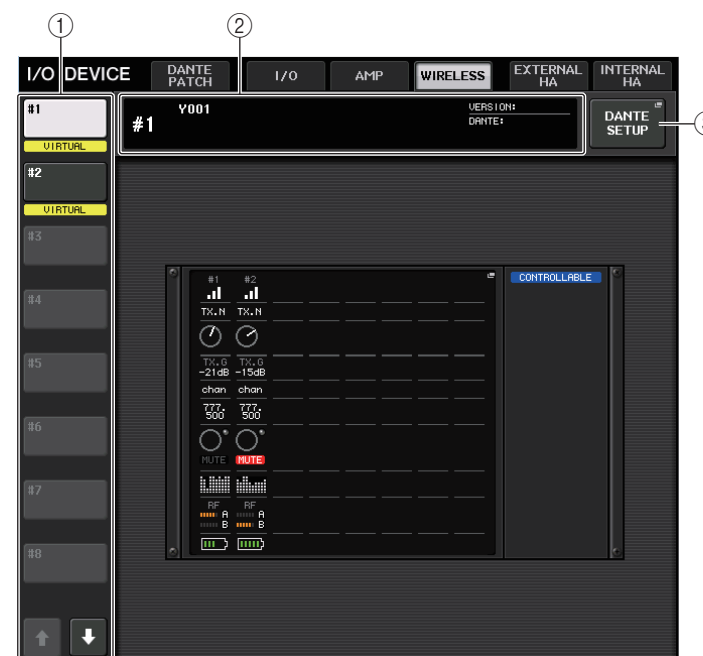 ① ②
I/O DEVICE DANTE PATCH I/O AMP WIRELESS EXTERNAL HA INTERNAL HA
#1
VIRTUAL
#1 Y001 VERSION:
DANTE:
DANTE SETUP
#2
VIRTUAL
#3
#4
#5
#6
#7
#8
#1 #2 CONTROLLABLE
TX.N TX.N
TX.G TX.G
-21dB -15dB
chan chan
777.500 777.500
MUTE MUTE
RF RF
A A
B B